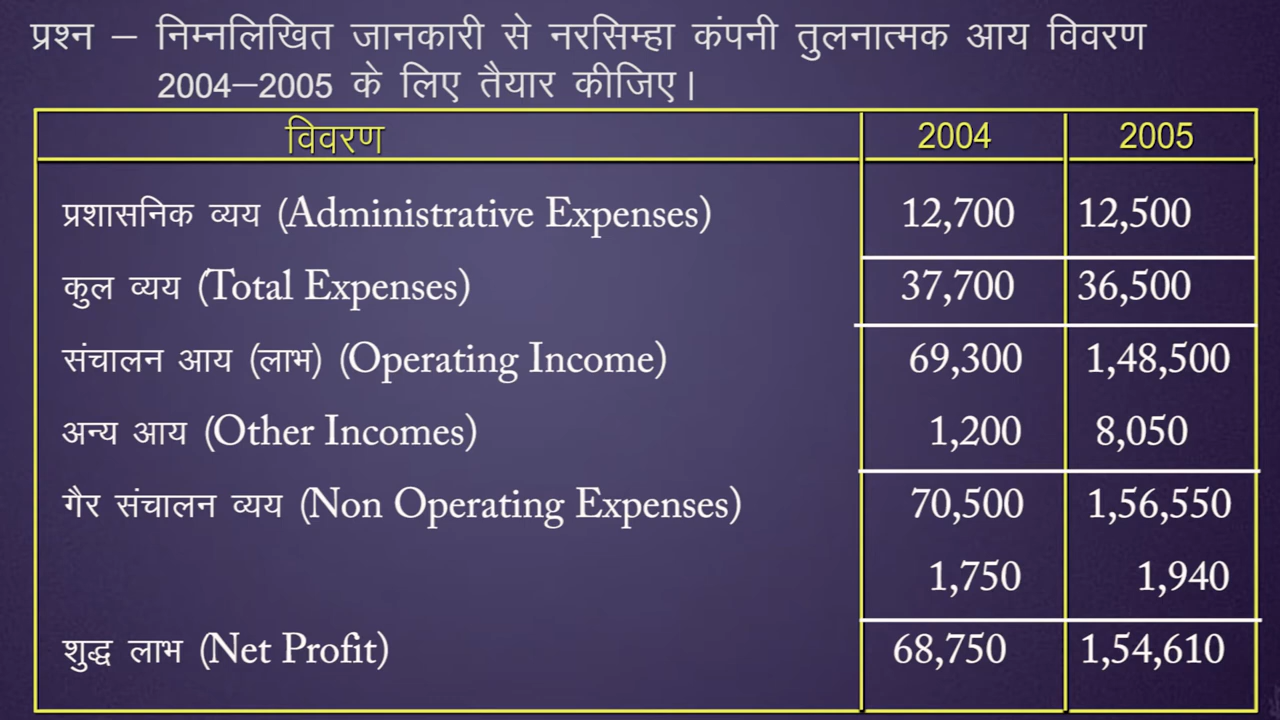 प्रश्न – निम्नलिखित जानकारी से नरसिम्हा कंपनी तुलनात्मक आय विवरण
2004–2005 के लिए तैयार कीजिए।
विवरण 2004 2005
प्रशासनिक व्यय (Administrative Expenses) 12,700 12,500
कुल व्यय (Total Expenses) 37,700 36,500
संचालन आय (लाभ) (Operating Income) 69,300 1,48,500
अन्य आय (Other Incomes) 1,200 8,050
गैर संचालन व्यय (Non Operating Expenses) 70,500 1,56,550
1,750 1,940
शुद्ध लाभ (Net Profit) 68,750 1,54,610